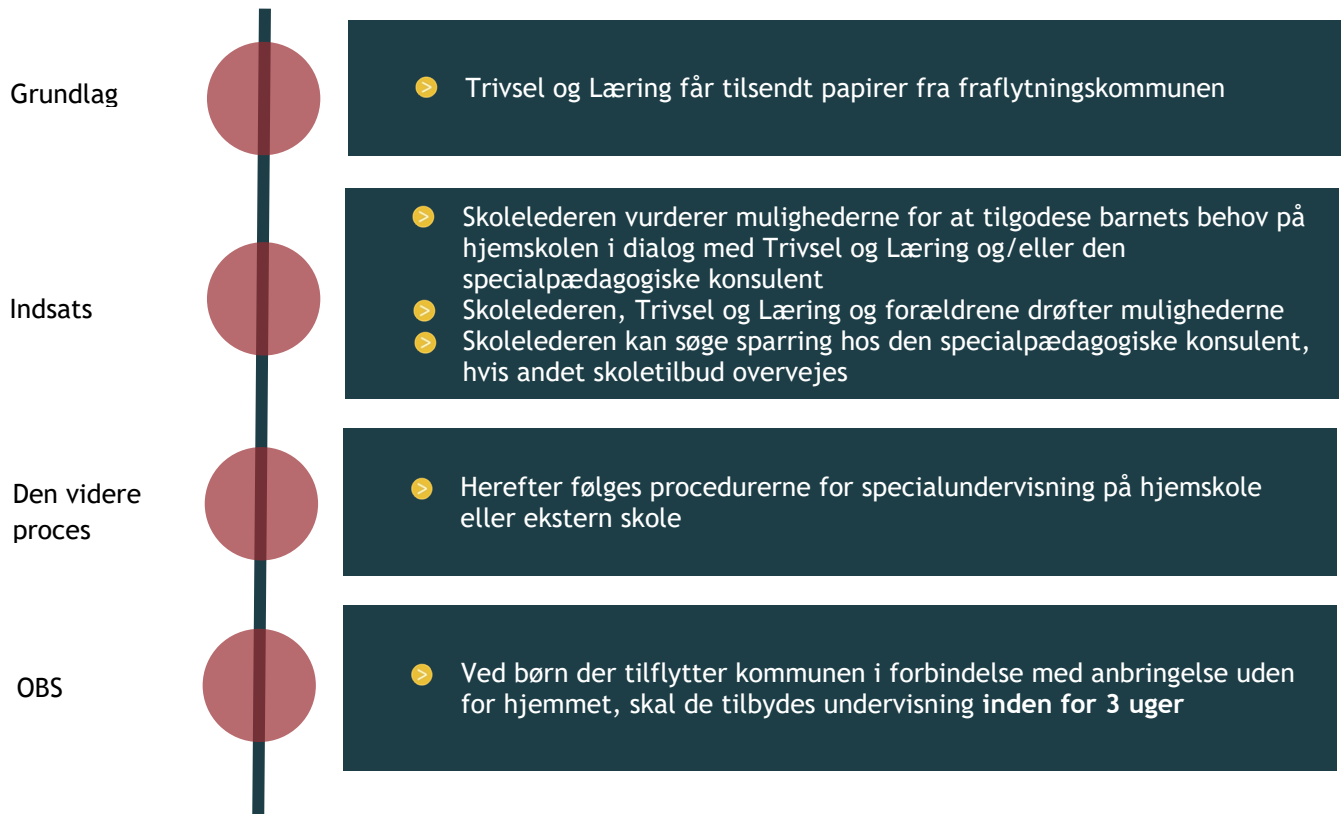 Grundlag
Trivsel og Læring får tilsendt papirer fra fraflytningskommunen
Indsats
Skolelederen vurderer mulighederne for at tilgodese barnets behov på
hjemskolen i dialog med Trivsel og Læring og/eller den
specialpædagogiske konsulent
Skolelederen, Trivsel og Læring og forældrene drøfter mulighederne
Skolelederen kan søge sparring hos den specialpædagogiske konsulent,
hvis andet skoletilbud overvejes
Den videre
proces
Herefter følges procedurerne for specialundervisning på hjemskole
eller ekstern skole
OBS
Ved børn der tilflytter kommunen i forbindelse med anbringelse uden
for hjemmet, skal de tilbydes undervisning inden for 3 uger